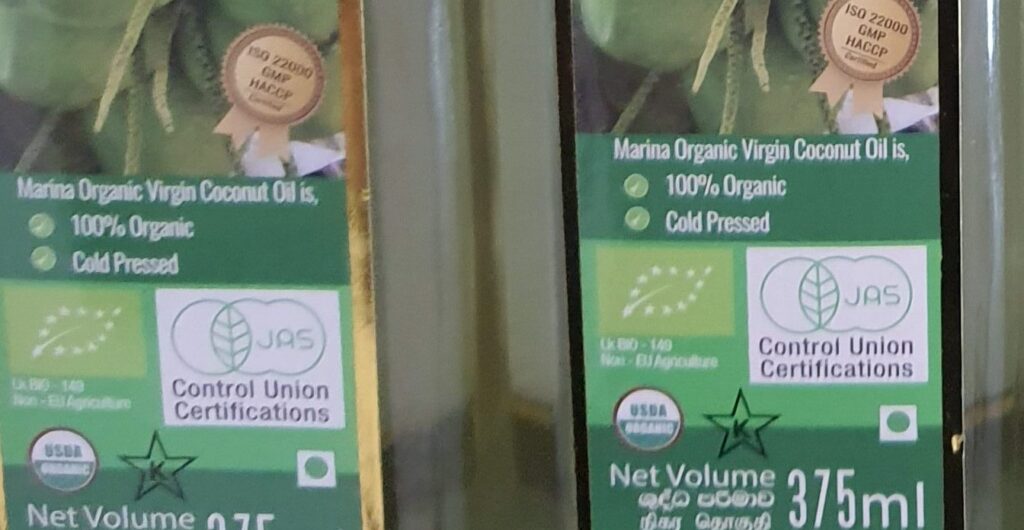 ISO 22000
GMP
HACCP
Certified
Marina Organic Virgin Coconut Oil is,
100% Organic
Cold Pressed
JAS
Lk BIO - 149
Non - EU Agriculture
Control Union
Certifications
USDA
ORGANIC
K
Net Volume
ISO 22000
GMP
HACCP
Certified
Marina Organic Virgin Coconut Oil is,
100% Organic
Cold Pressed
JAS
Lk BIO - 149
Non - EU Agriculture
Control Union
Certifications
USDA
ORGANIC
K
Net Volume
ශුද්ධ පරිමාව
நிகர கொகுதி
375ml